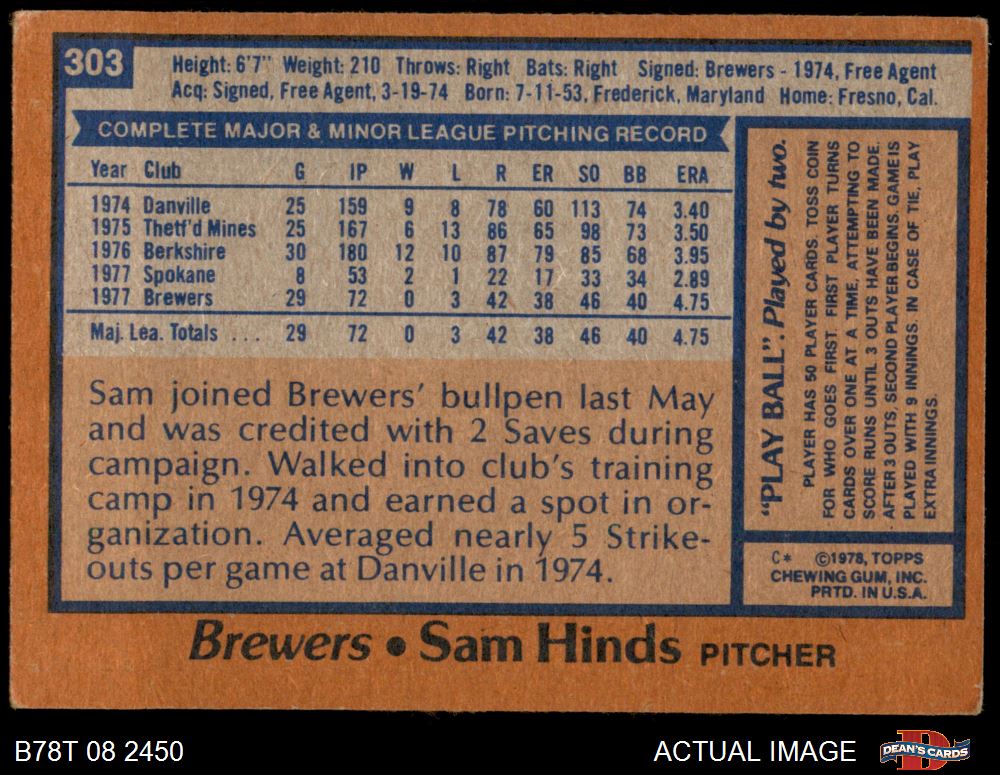 303
Height: 6'7" Weight: 210 Throws: Right Bats: Right Signed: Brewers - 1974, Free Agent
Acq: Signed, Free Agent, 3-19-74 Born: 7-11-53, Frederick, Maryland Home: Fresno, Cal.
COMPLETE MAJOR & MINOR LEAGUE PITCHING RECORD
Year Club G IP W L R ER SO BB ERA
1974 Danville 25 159 9 8 78 60 113 74 3.40
1975 Thetf'd Mines 25 167 6 13 86 65 98 73 3.50
1976 Berkshire 30 180 12 10 87 79 85 68 3.95
1977 Spokane 8 53 2 1 22 17 33 34 2.89
1977 Brewers 29 72 0 3 42 38 46 40 4.75
Maj. Lea. Totals ... 29 72 0 3 42 38 46 40 4.75
Sam joined Brewers' bullpen last May
and was credited with 2 Saves during
campaign. Walked into club's training
camp in 1974 and earned a spot in or-
ganization. Averaged nearly 5 Strike-
outs per game at Danville in 1974.
"PLAY BALL". Played by two.
PLAYER HAS 50 PLAYER CARDS. TOSS COIN
FOR WHO GOES FIRST. FIRST PLAYER TURNS
CARDS OVER ONE AT A TIME, ATTEMPTING TO
SCORE RUNS UNTIL 3 OUTS HAVE BEEN MADE.
AFTER 3 OUTS, SECOND PLAYER BEGINS. GAME IS
PLAYED WITH 9 INNINGS. IN CASE OF TIE, PLAY
EXTRA INNINGS.
C* ©1978, TOPPS
CHEWING GUM, INC.
PRTD. IN U.S.A.
Brewers • Sam Hinds PITCHER
B78T 08 2450
ACTUAL IMAGE
DEAN'S CARDS